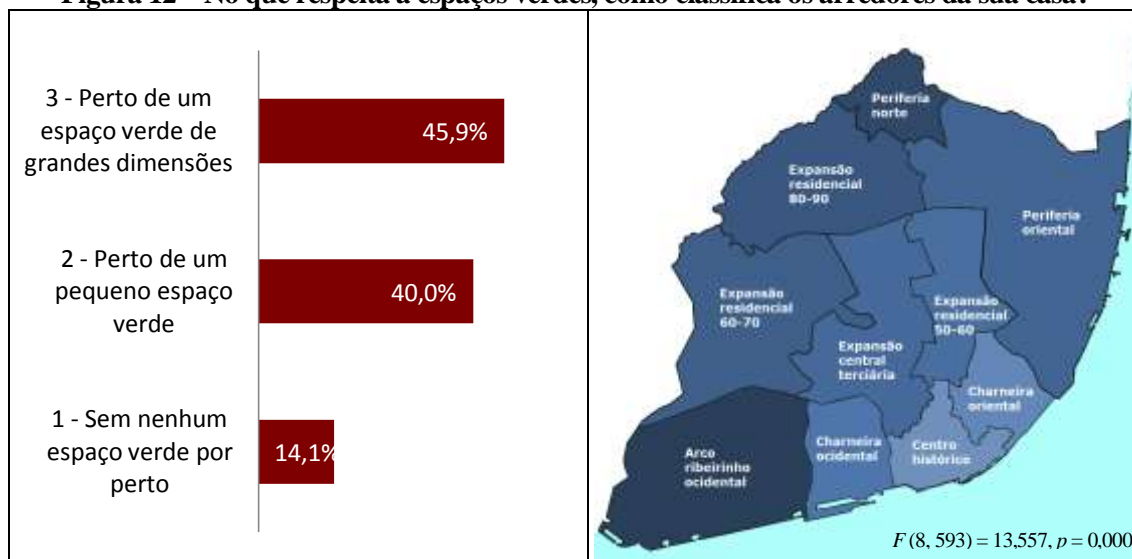 Figura 12 – No que respeita a espaços verdes, como classifica os arredores da sua casa?
3 - Perto de um
espaço verde de
grandes dimensões
45,9%
2 - Perto de um
pequeno espaço
verde
40,0%
1 - Sem nenhum
espaço verde por
perto
14,1%
Periferia
norte
Expansão
residencial
80-90
Periferia
oriental
Expansão
residencial
60-70
Expansão
residencial
50-60
Expansão
central
terciária
Charneira
oriental
Arco
ribeirinho
ocidental
Charneira
ocidental
Centro
histórico
F (8, 593) = 13,557, p = 0,000